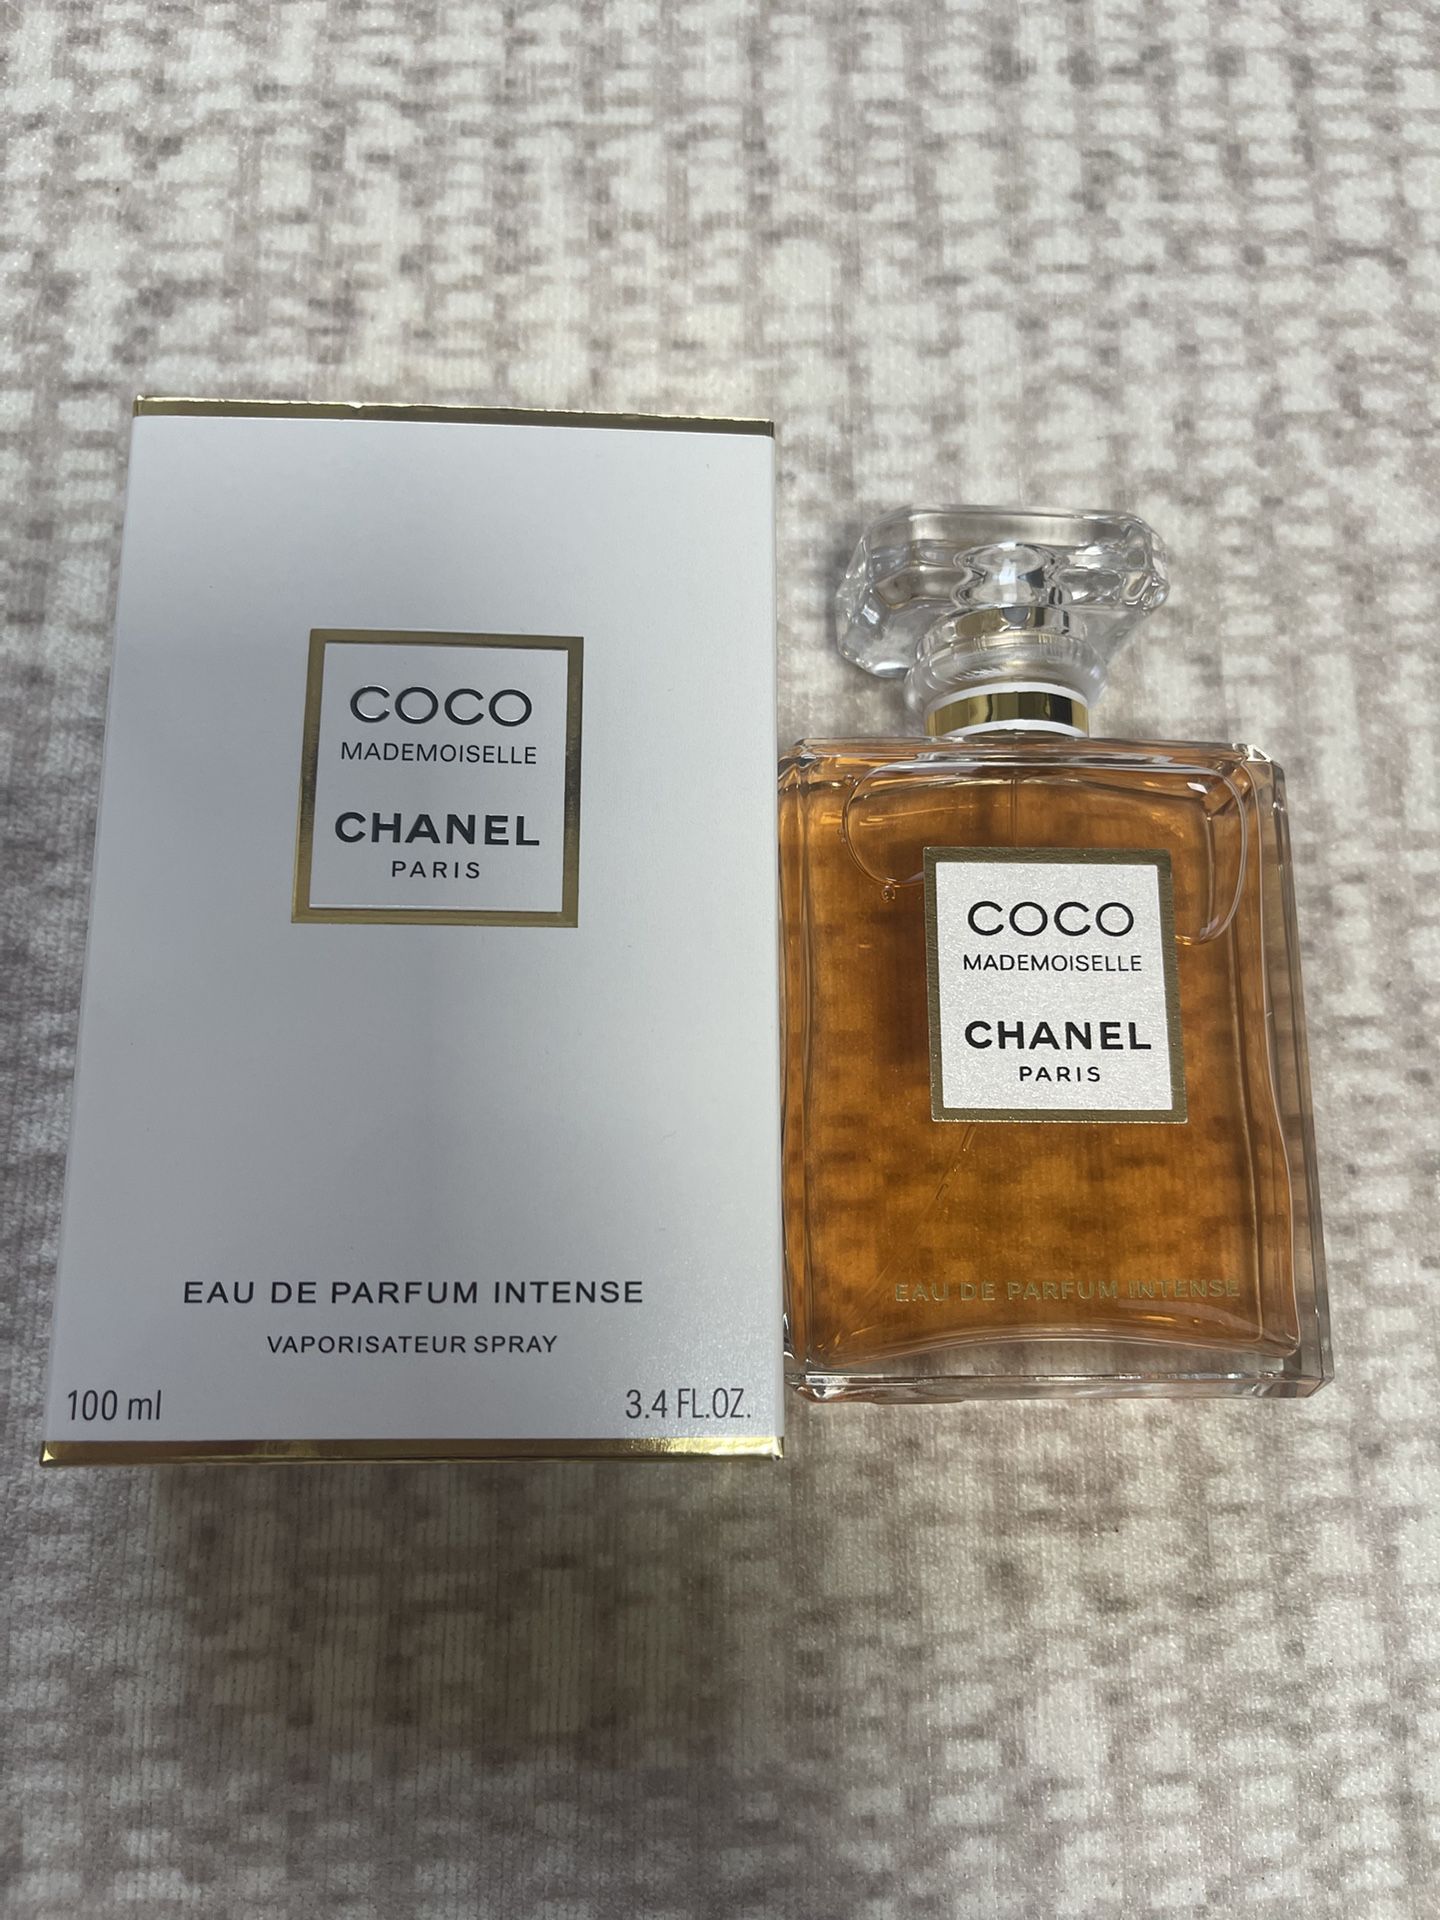 COCO
MADEMOISELLE
CHANEL
PARIS
EAU DE PARFUM INTENSE
VAPORISATEUR SPRAY
100 ml
3.4 FL.OZ.
COCO
MADEMOISELLE
CHANEL
PARIS
EAU DE PARFUM INTENSE